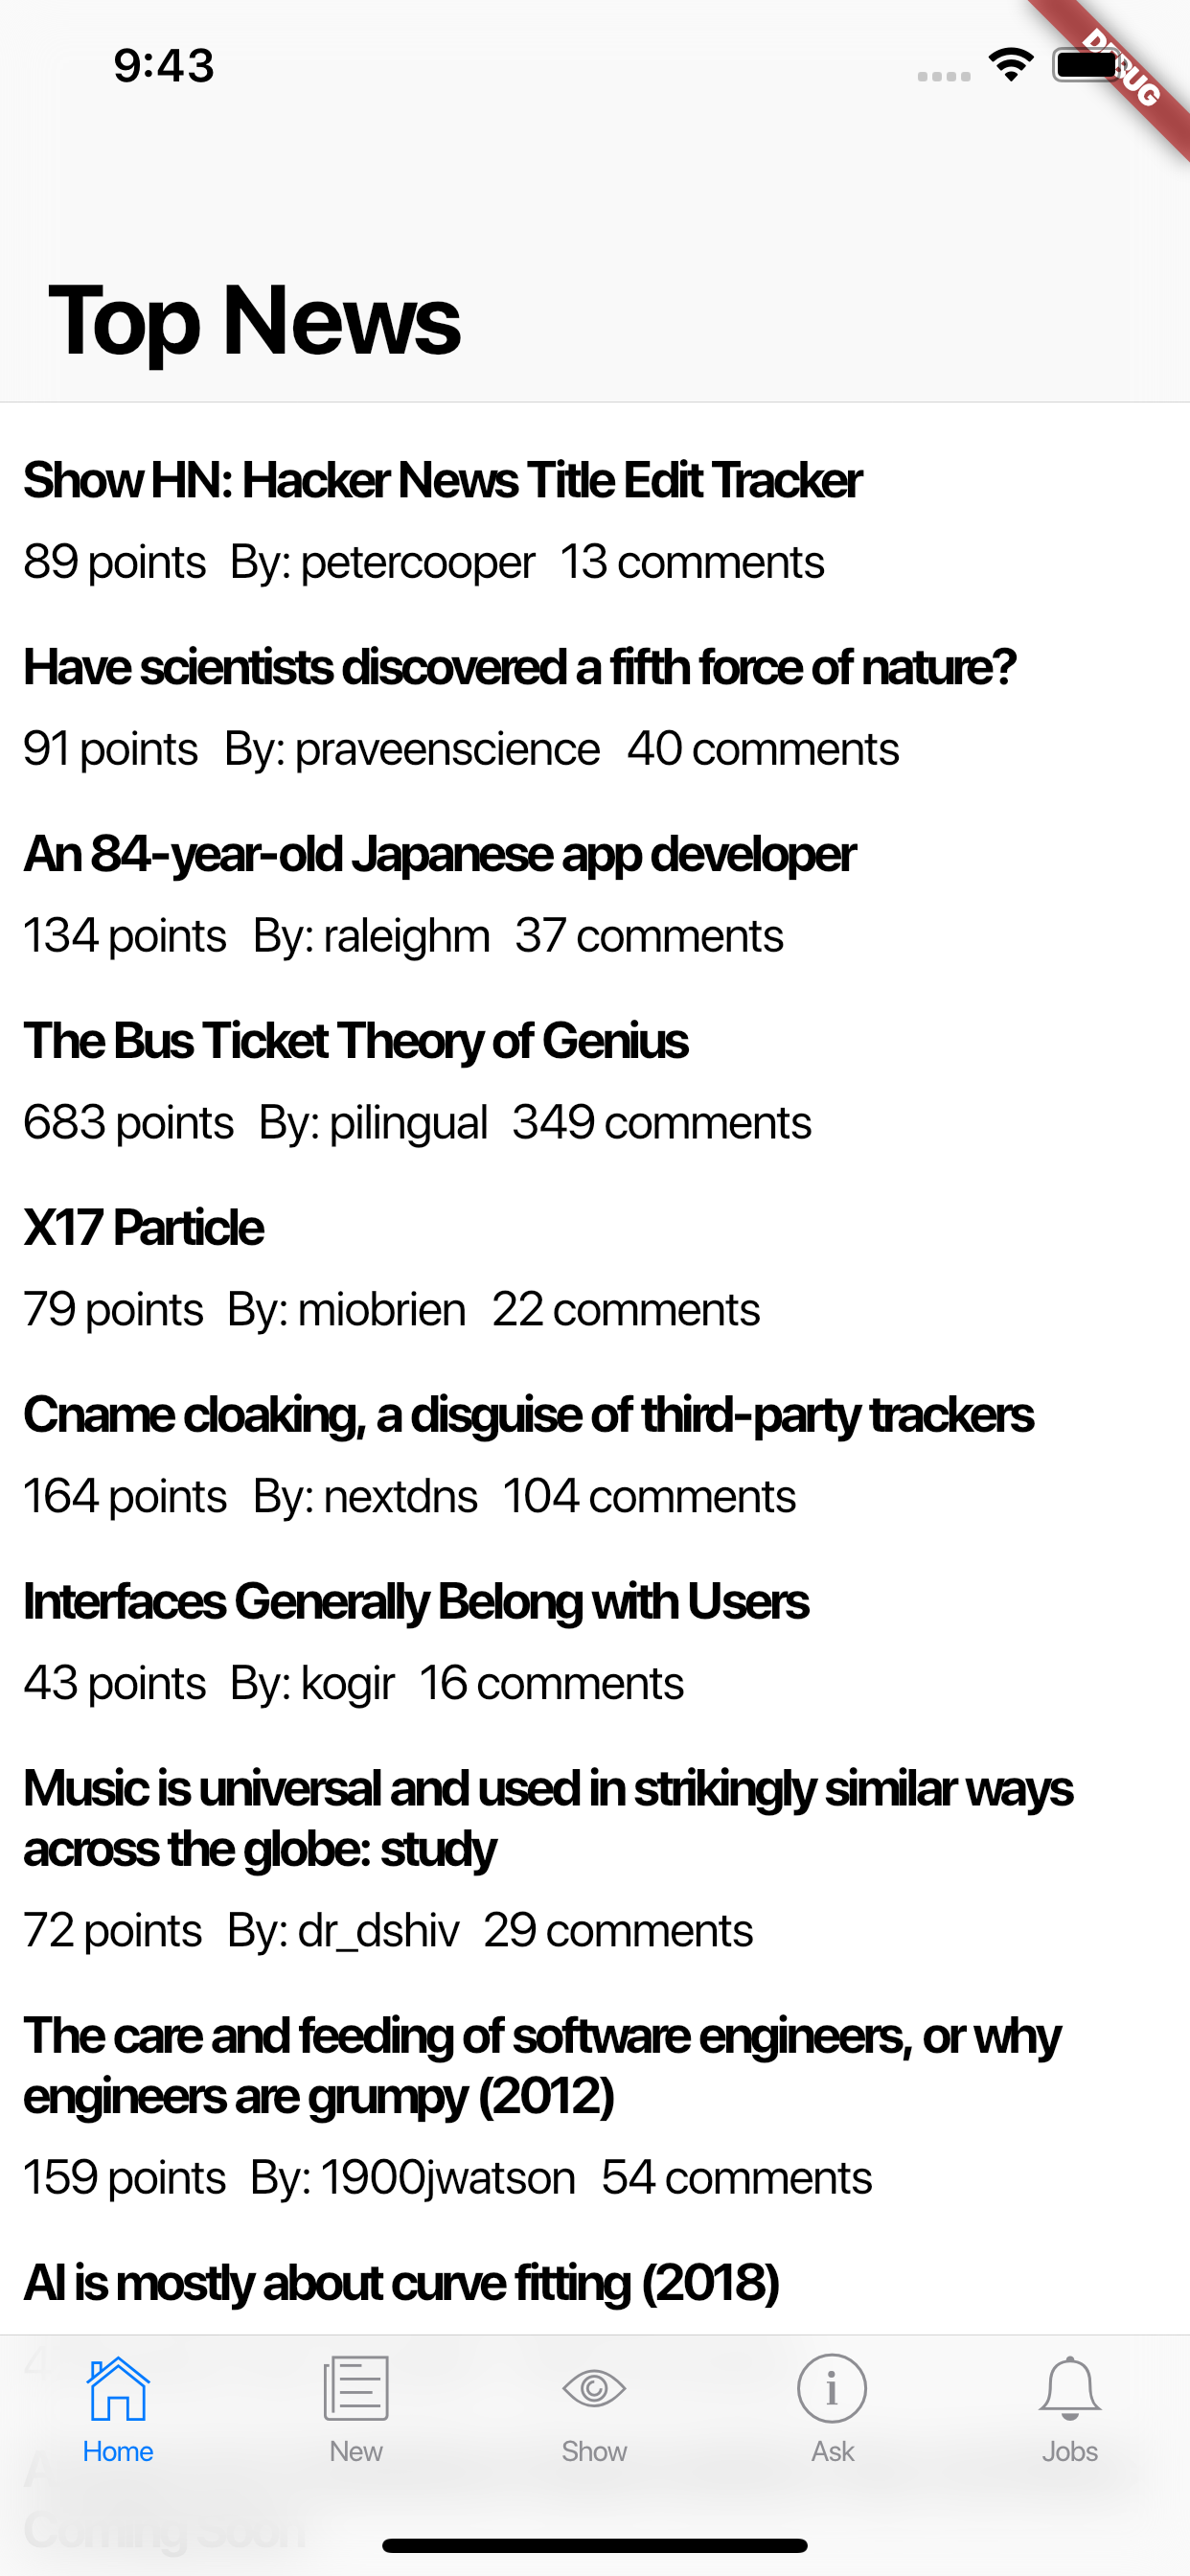 9:43
DEBUG
Top News
Show HN: Hacker News Title Edit Tracker
89 points By: petercooper 13 comments
Have scientists discovered a fifth force of nature?
91 points By: praveenscience 40 comments
An 84-year-old Japanese app developer
134 points By: raleighm 37 comments
The Bus Ticket Theory of Genius
683 points By: pilingual 349 comments
X17 Particle
79 points By: miobrien 22 comments
Cname cloaking, a disguise of third-party trackers
164 points By: nextdns 104 comments
Interfaces Generally Belong with Users
43 points By: kogir 16 comments
Music is universal and used in strikingly similar ways
across the globe: study
72 points By: dr_dshiv 29 comments
The care and feeding of software engineers, or why
engineers are grumpy (2012)
159 points By: 1900jwatson 54 comments
AI is mostly about curve fitting (2018)
Home New Show Ask Jobs
Coming Soon